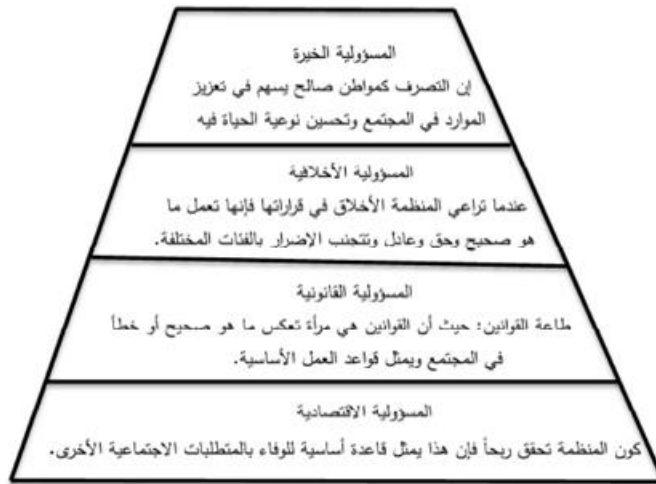 المسؤولية الخيرة
إن التصرف كمواطن صالح يسهم في تعزيز
الموارد في المجتمع وتحسين نوعية الحياة فيه
المسؤولية الأخلاقية
عندما تراعي المنظمة الأخلاق في قراراتها فإنها تعمل ما
هو صحيح وحق وعادل وتتجنب الإضرار بالفئات المختلفة.
المسؤولية القانونية
طاعة القوانين؛ حيث أن القوانين هي مرأة تعكس ما هو صحيح أو خطأ
في المجتمع ويمثل قواعد العمل الأساسية.
المسؤولية الاقتصادية
كون المنظمة تحقق ربحاً فإن هذا يمثل قاعدة أساسية للوفاء بالمتطلبات الاجتماعية الأخرى.